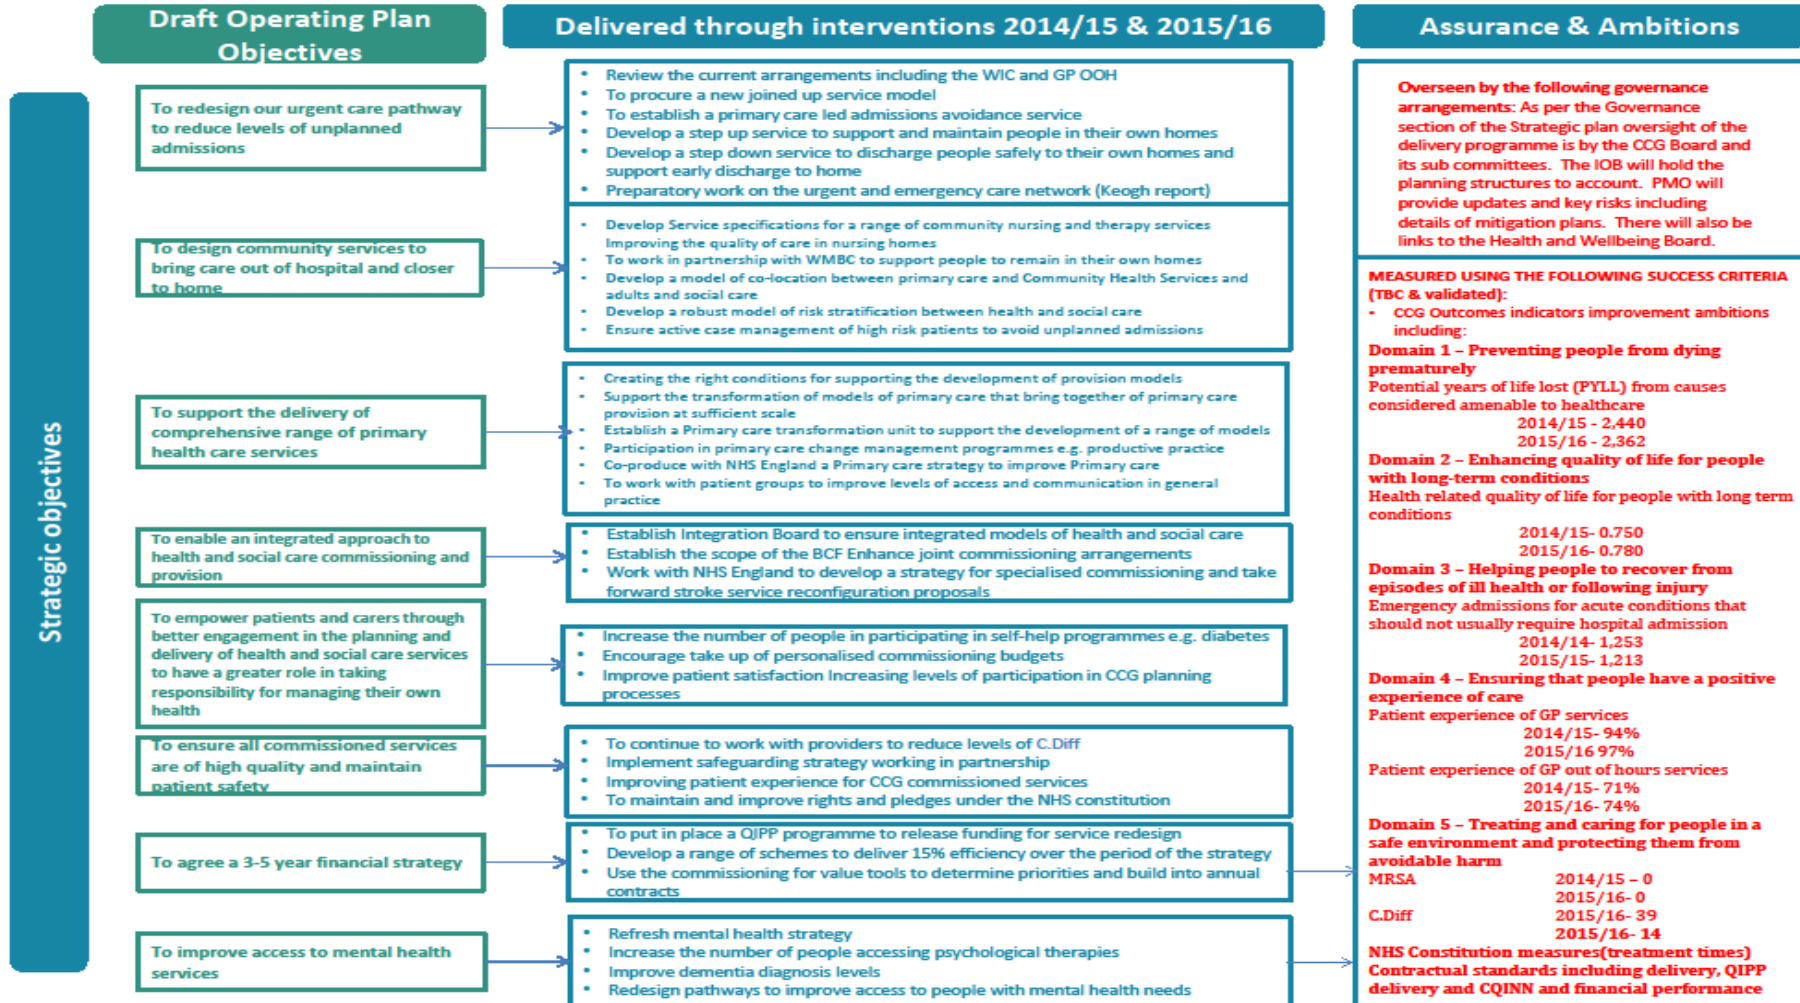 Draft Operating Plan
Objectives
Delivered through interventions 2014/15 & 2015/16
Assurance & Ambitions
Strategic objectives
To redesign our urgent care pathway
to reduce levels of unplanned
admissions
• Review the current arrangements including the WIC and GP OOH
• To procure a new joined up service model
• To establish a primary care led admissions avoidance service
• Develop a step up service to support and maintain people in their own homes
• Develop a step down service to discharge people safely to their own homes and
support early discharge to home
• Preparatory work on the urgent and emergency care network (Keogh report)
To design community services to
bring care out of hospital and closer
to home
• Develop Service specifications for a range of community nursing and therapy services
Improving the quality of care in nursing homes
• To work in partnership with WMBC to support people to remain in their own homes
• Develop a model of co-location between primary care and Community Health Services and
adults and social care
• Develop a robust model of risk stratification between health and social care
• Ensure active case management of high risk patients to avoid unplanned admissions
To support the delivery of
comprehensive range of primary
health care services
• Creating the right conditions for supporting the development of provision models
• Support the transformation of models of primary care that bring together of primary care
provision at sufficient scale
• Establish a Primary care transformation unit to support the development of a range of models
• Participation in primary care change management programmes e.g. productive practice
• Co-produce with NHS England a Primary care strategy to improve Primary care
• To work with patient groups to improve levels of access and communication in general
practice
To enable an integrated approach to
health and social care commissioning and
provision
• Establish Integration Board to ensure integrated models of health and social care
• Establish the scope of the BCF Enhance joint commissioning arrangements
• Work with NHS England to develop a strategy for specialised commissioning and take
forward stroke service reconfiguration proposals
To empower patients and carers through
better engagement in the planning and
delivery of health and social care services
to have a greater role in taking
responsibility for managing their own
health
• Increase the number of people in participating in self-help programmes e.g. diabetes
• Encourage take up of personalised commissioning budgets
• Improve patient satisfaction Increasing levels of participation in CCG planning
processes
To ensure all commissioned services
are of high quality and maintain
patient safety
• To continue to work with providers to reduce levels of C.Diff
• Implement safeguarding strategy working in partnership
• Improving patient experience for CCG commissioned services
• To maintain and improve rights and pledges under the NHS constitution
To agree a 3-5 year financial strategy
• To put in place a QIPP programme to release funding for service redesign
• Develop a range of schemes to deliver 15% efficiency over the period of the strategy
• Use the commissioning for value tools to determine priorities and build into annual
contracts
To improve access to mental health
services
• Refresh mental health strategy
• Increase the number of people accessing psychological therapies
• Improve dementia diagnosis levels
• Redesign pathways to improve access to people with mental health needs
Overseen by the following governance
arrangements: As per the Governance
section of the Strategic plan oversight of the
delivery programme is by the CCG Board and
its sub committees. The IOB will hold the
planning structures to account. PMO will
provide updates and key risks including
details of mitigation plans. There will also be
links to the Health and Wellbeing Board.
MEASURED USING THE FOLLOWING SUCCESS CRITERIA
(TBC & validated):
• CCG Outcomes indicators improvement ambitions
including:
Domain 1 – Preventing people from dying
prematurely
Potential years of life lost (PYLL) from causes
considered amenable to healthcare
2014/15 - 2,440
2015/16 - 2,362
Domain 2 – Enhancing quality of life for people
with long-term conditions
Health related quality of life for people with long term
conditions
2014/15- 0.750
2015/16- 0.780
Domain 3 – Helping people to recover from
episodes of ill health or following injury
Emergency admissions for acute conditions that
should not usually require hospital admission
2014/14- 1,253
2015/15- 1,213
Domain 4 – Ensuring that people have a positive
experience of care
Patient experience of GP services
2014/15- 94%
2015/16 97%
Patient experience of GP out of hours services
2014/15- 71%
2015/16- 74%
Domain 5 – Treating and caring for people in a
safe environment and protecting them from
avoidable harm
MRSA 2014/15 – 0
2015/16- 0
C.Diff 2015/16- 39
2015/16- 14
NHS Constitution measures(treatment times)
Contractual standards including delivery, QIPP
delivery and CQINN and financial performance